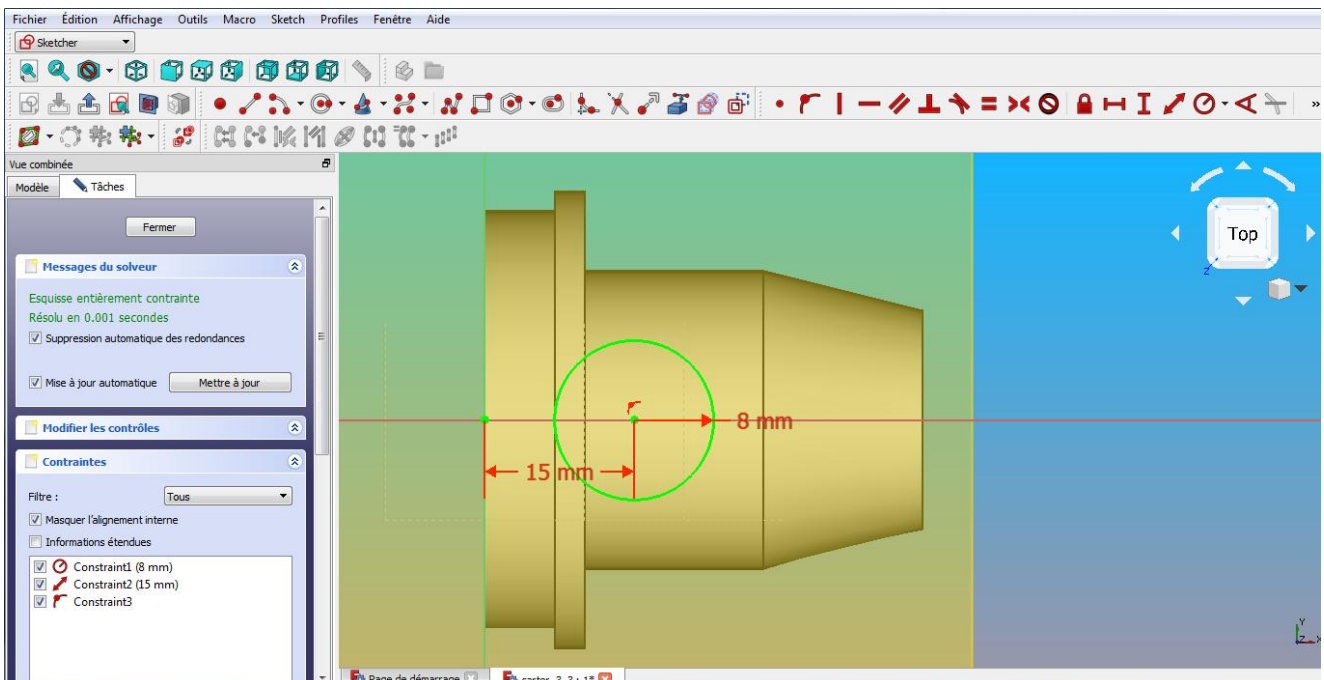 Fichier Édition Affichage Outils Macro Sketch Profiles Fenêtre Aide
Sketcher
»
Vue combinée
Modèle Tâches
Fermer
Messages du solveur
Esquisse entièrement contrainte
Résolu en 0.001 secondes
Suppression automatique des redondances
Mise à jour automatique Mettre à jour
Modifier les contrôles
Contraintes
Filtre : Tous
Masquer l'alignement interne
Informations étendues
Constraint1 (8 mm)
Constraint2 (15 mm)
Constraint3
Top
Z
8 mm
15 mm
Y
Z X
Page de démarrage